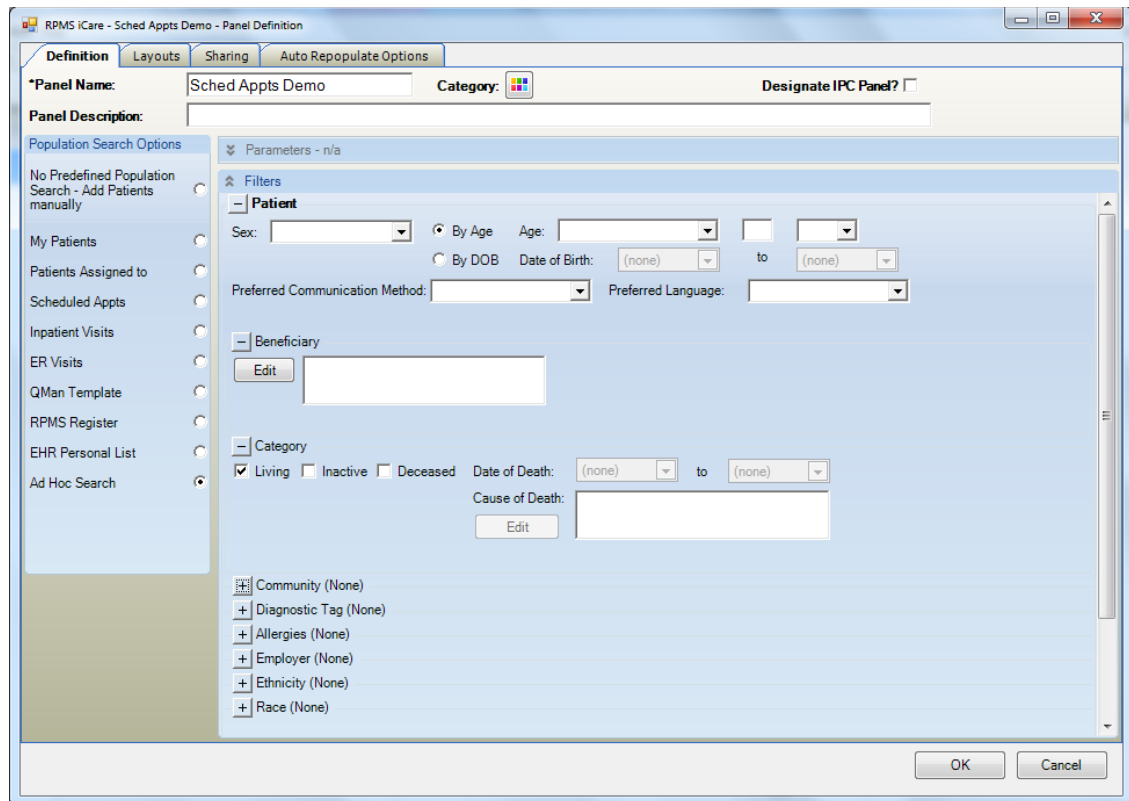 RPMS iCare - Sched Appts Demo - Panel Definition
Definition Layouts Sharing Auto Repopulate Options
*Panel Name: Sched Appts Demo Category: Designate IPC Panel?
Panel Description:
Population Search Options
No Predefined Population
Search - Add Patients
manually
My Patients
Patients Assigned to
Scheduled Appts
Inpatient Visits
ER Visits
QMan Template
RPMS Register
EHR Personal List
Ad Hoc Search
Parameters - n/a
Filters
Patient
Sex: By Age Age:
By DOB Date of Birth: (none) to (none)
Preferred Communication Method: Preferred Language:
Beneficiary
Edit
Category
Living Inactive Deceased Date of Death: (none) to (none)
Cause of Death:
Edit
Community (None)
Diagnostic Tag (None)
Allergies (None)
Employer (None)
Ethnicity (None)
Race (None)
OK Cancel